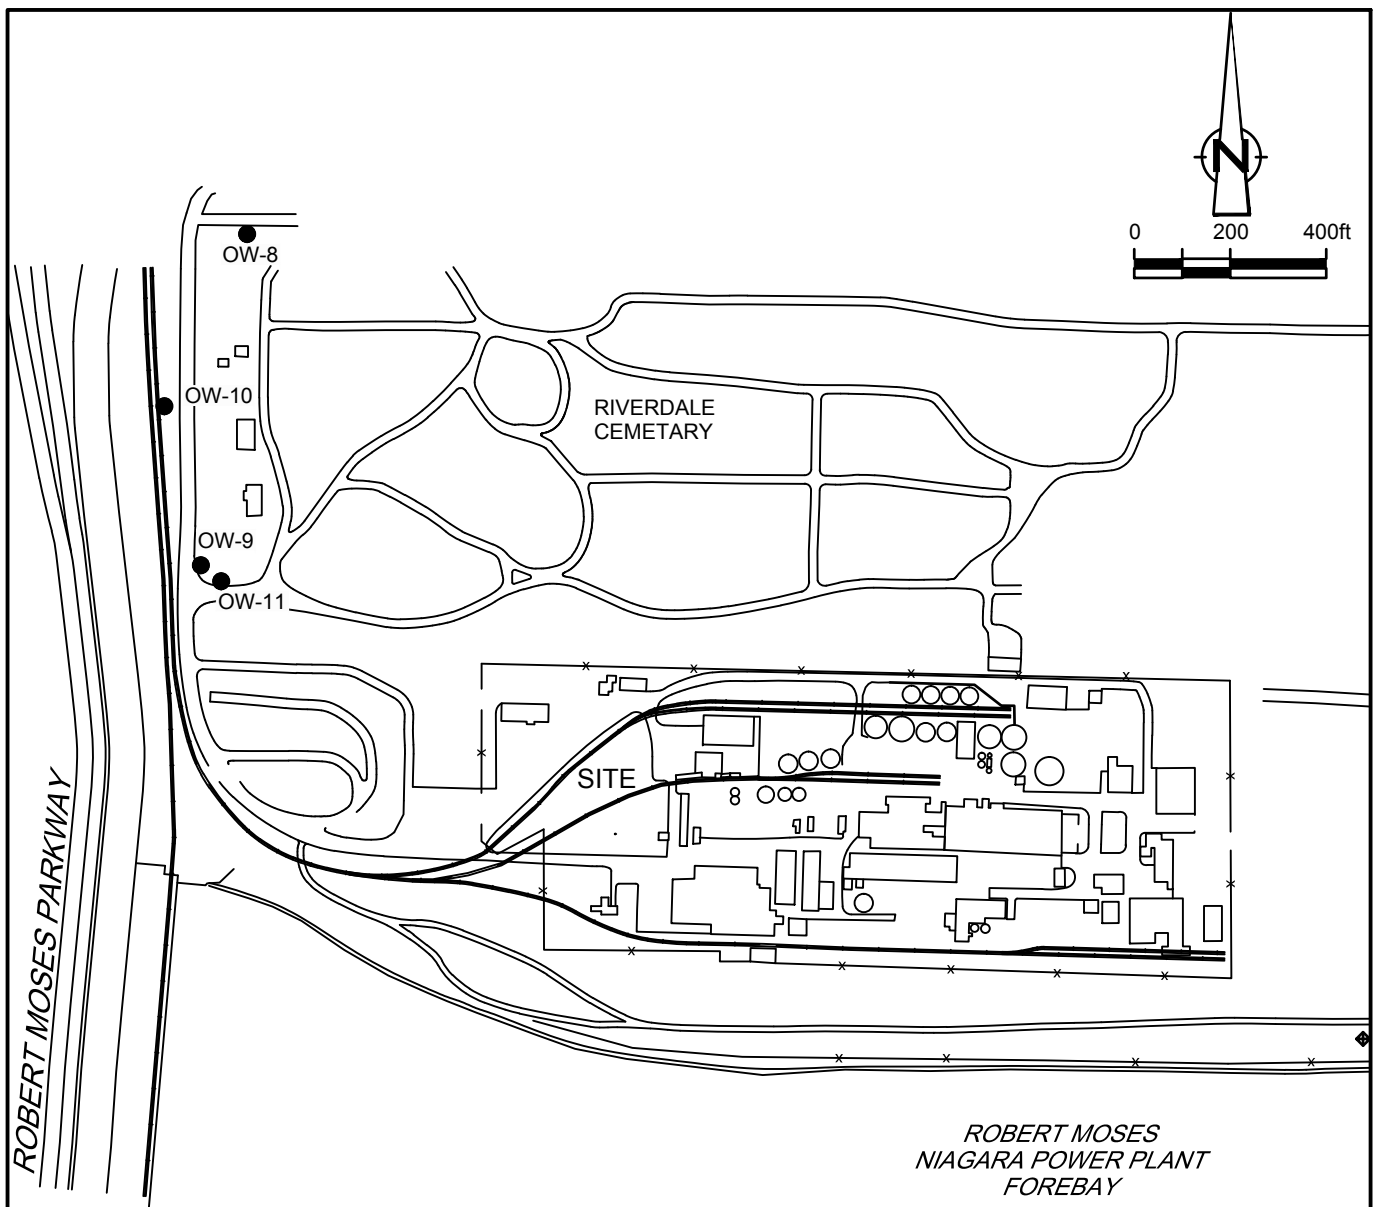 N
0 200 400ft
OW-8
OW-10
RIVERDALE
CEMETARY
OW-9
OW-11
SITE
ROBERT MOSES PARKWAY
ROBERT MOSES
NIAGARA POWER PLANT
FOREBAY